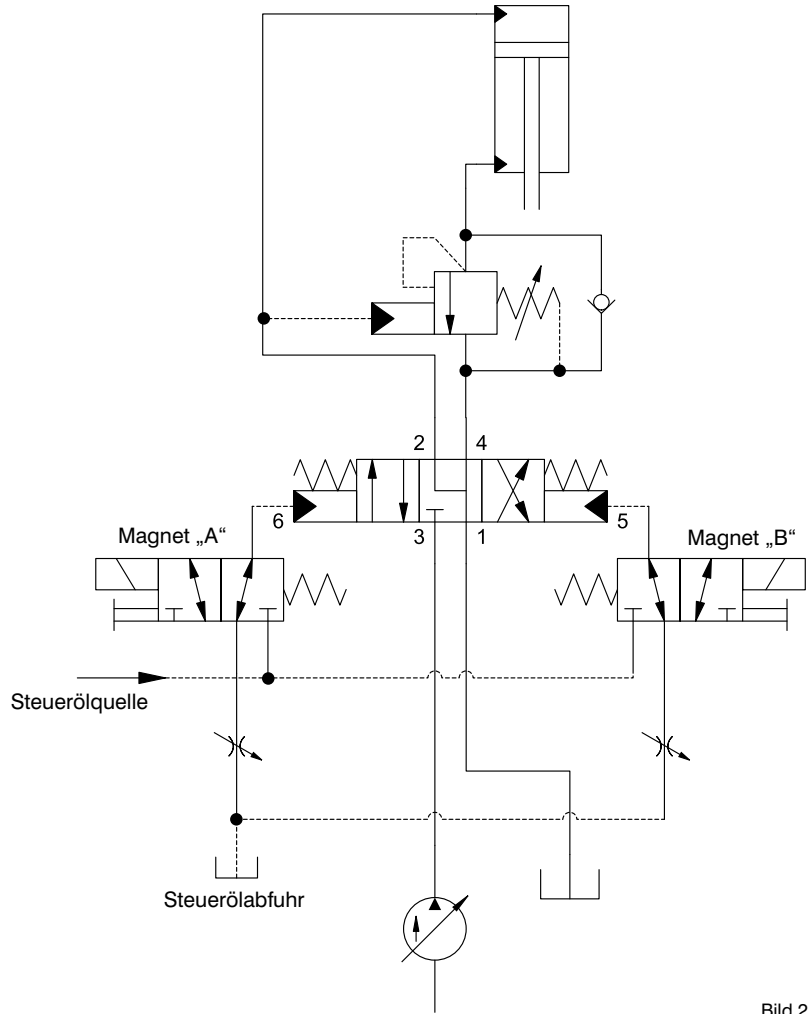 2 4
6 5
Magnet „A“ 3 1 Magnet „B“
Steuerölquelle
Steuerölabfuhr
Bild 2